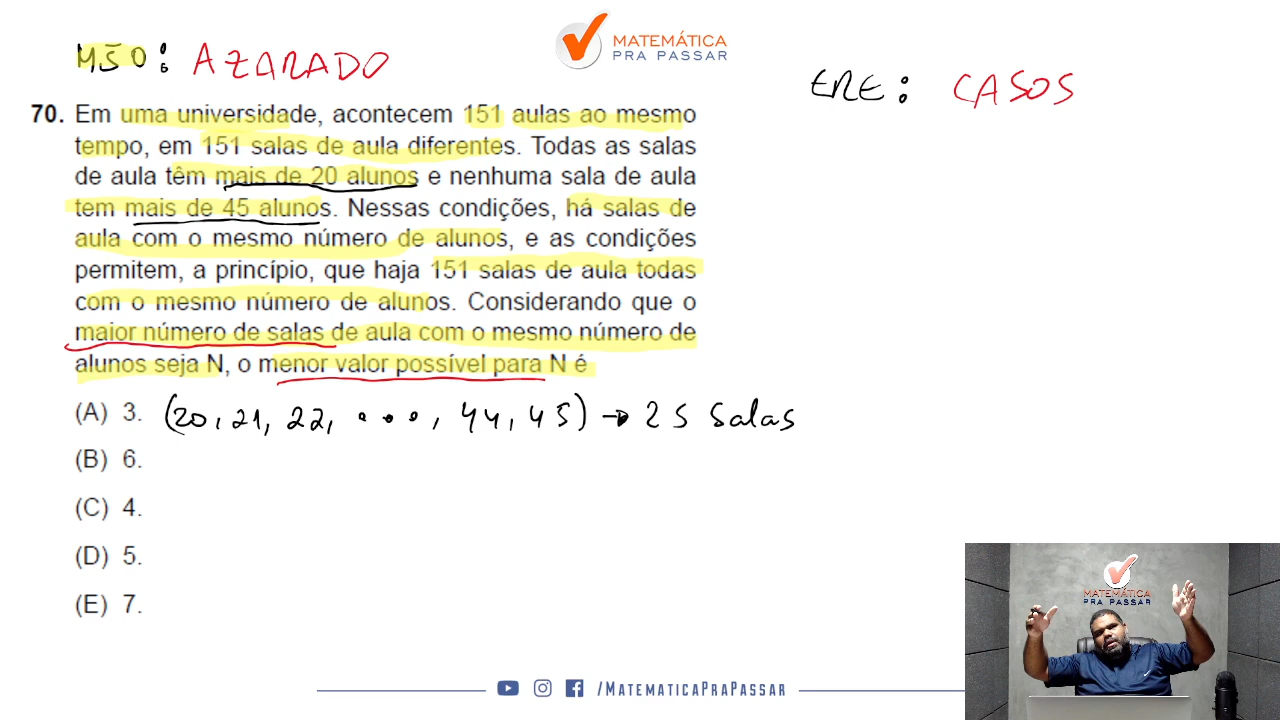 M50: AZARADO
MATEMÁTICA
PRA PASSAR
ERE: CASOS
70. Em uma universidade, acontecem 151 aulas ao mesmo
tempo, em 151 salas de aula diferentes. Todas as salas
de aula têm mais de 20 alunos e nenhuma sala de aula
tem mais de 45 alunos. Nessas condições, há salas de
aula com o mesmo número de alunos, e as condições
permitem, a princípio, que haja 151 salas de aula todas
com o mesmo número de alunos. Considerando que o
maior número de salas de aula com o mesmo número de
alunos seja N, o menor valor possível para N é
(A) 3. (20, 21, 22, ..., 44, 45) → 25 salas
(B) 6.
(C) 4.
(D) 5.
(E) 7.
MATEMÁTICA
PRA PASSAR
/MATEMATICAPRAPASSAR